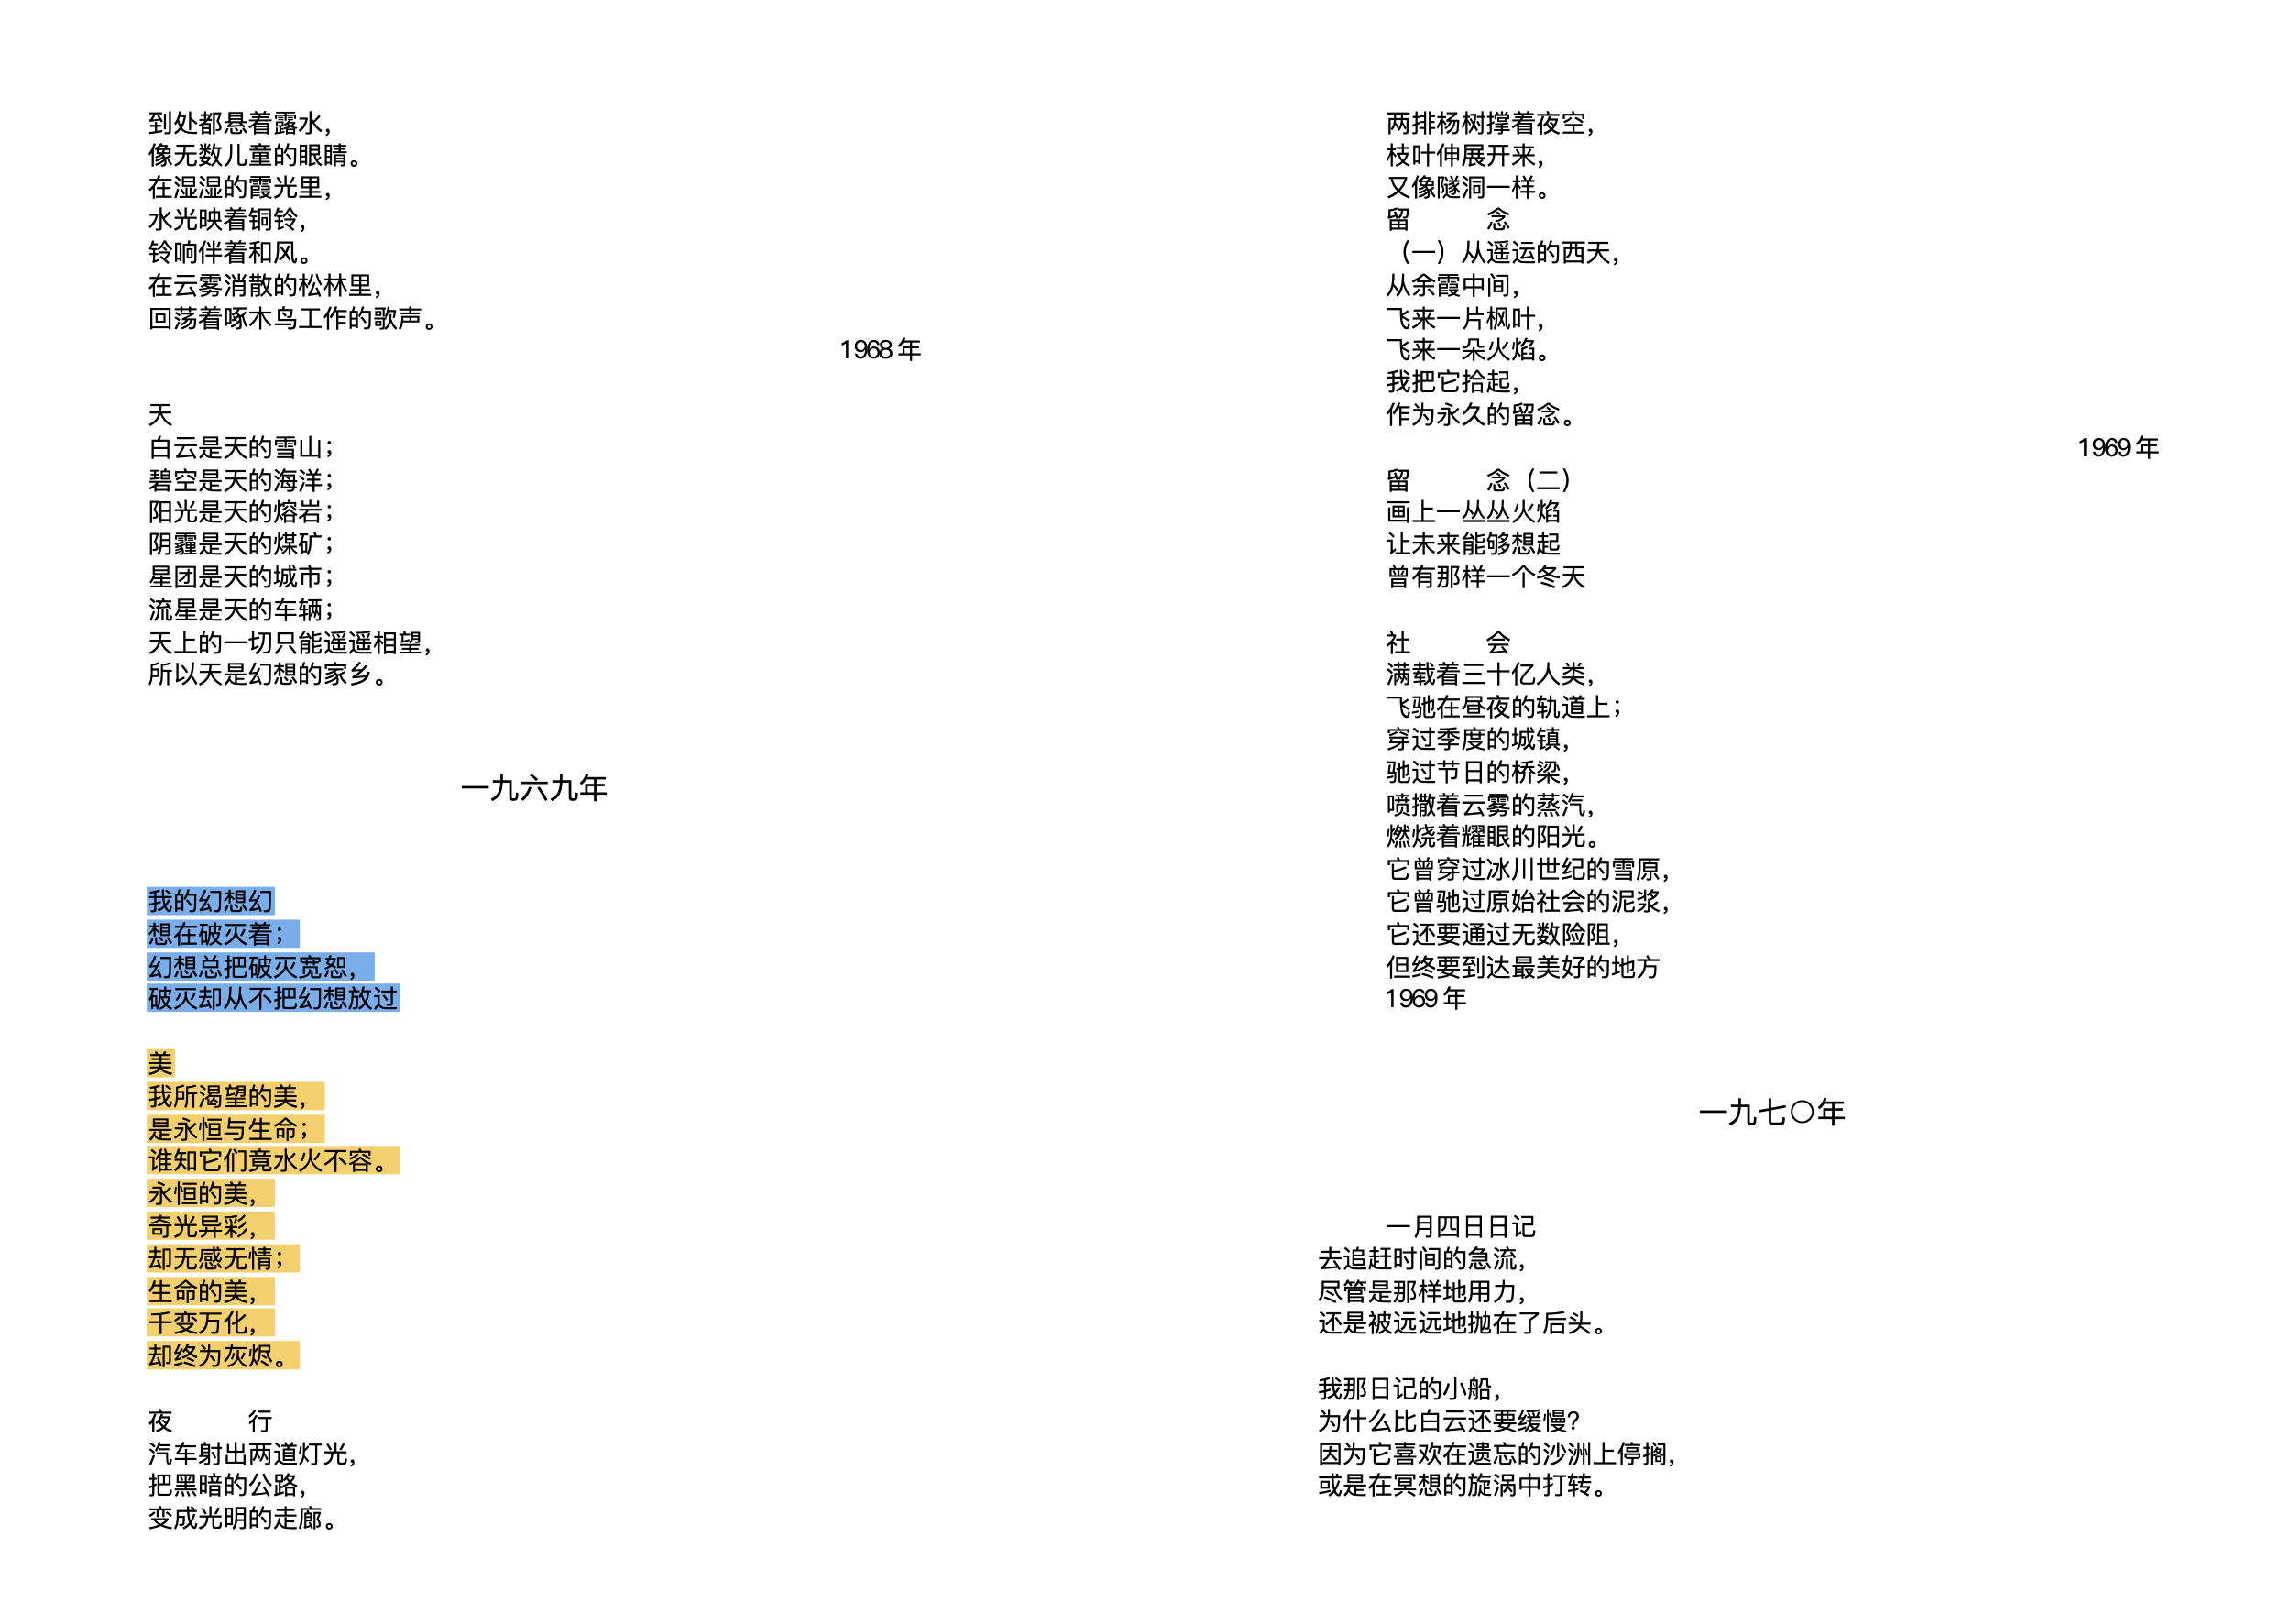 到处都悬着露水，
像无数儿童的眼睛。
在湿湿的霞光里，
水光映着铜铃，
铃响伴着和风。
在云雾消散的松林里，
回荡着啄木鸟工作的歌声。
1968年
天
白云是天的雪山；
碧空是天的海洋；
阳光是天的熔岩；
阴霾是天的煤矿；
星团是天的城市；
流星是天的车辆；
天上的一切只能遥遥相望，
所以天是幻想的家乡。
一九六九年
我的幻想幻
想在破灭着；
幻想总把破灭宽恕，
破灭却从不把幻想放过
美
我所渴望的美，
是永恒与生命；
谁知它们竟水火不容。
永恒的美，
奇光异彩，
却无感无情；
生命的美，
千变万化，
却终为灰烬。
夜　　　行
汽车射出两道灯光，
把黑暗的公路，
变成光明的走廊。
两排杨树撑着夜空，
枝叶伸展开来，
又像隧洞一样。
留　　　念
（一）从遥运的西天，
从余霞中间，
飞来一片枫叶，
飞来一朵火焰。
我把它拾起，
作为永久的留念。
1969年
留　　　念（二）
画上一丛丛火焰
让未来能够想起
曾有那样一个冬天
社　　　会
满载着三十亿人类，
飞驰在昼夜的轨道上；
穿过季度的城镇，
驰过节日的桥梁，
喷撒着云雾的蒸汽，
燃烧着耀眼的阳光。
它曾穿过冰川世纪的雪原，
它曾驰过原始社会的泥浆，
它还要通过无数险阻，
但终要到达最美好的地方
1969年
一九七〇年
一月四日日记
去追赶时间的急流，
尽管是那样地用力，
还是被远远地抛在了后头。
我那日记的小船，
为什么比白云还要缓慢？
因为它喜欢在遗忘的沙洲上停搁，
或是在冥想的旋涡中打转。